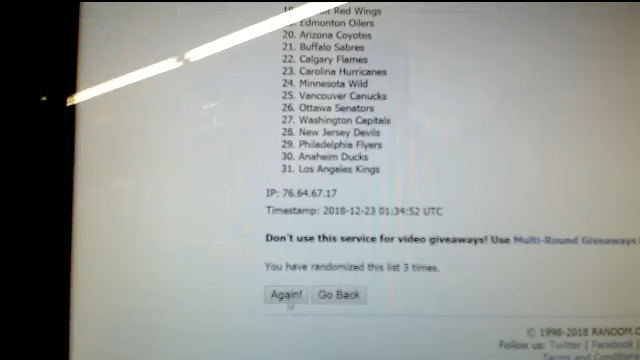 Red Wings
Edmonton Oilers
20. Arizona Coyotes
21. Buffalo Sabres
22. Calgary Flames
23. Carolina Hurricanes
24. Minnesota Wild
25. Vancouver Canucks
26. Ottawa Senators
27. Washington Capitals
28. New Jersey Devils
29. Philadelphia Flyers
30. Anaheim Ducks
31. Los Angeles Kings
IP: 76.64.67.17
Timestamp: 2018-12-23 01:34:52 UTC
Don't use this service for video giveaways! Use Multi-Round Giveaways
You have randomized this list 3 times.
Again! Go Back
© 1998-2018 RANDOM.O
Follow us: Twitter | Facebook |
Terms and Conditions